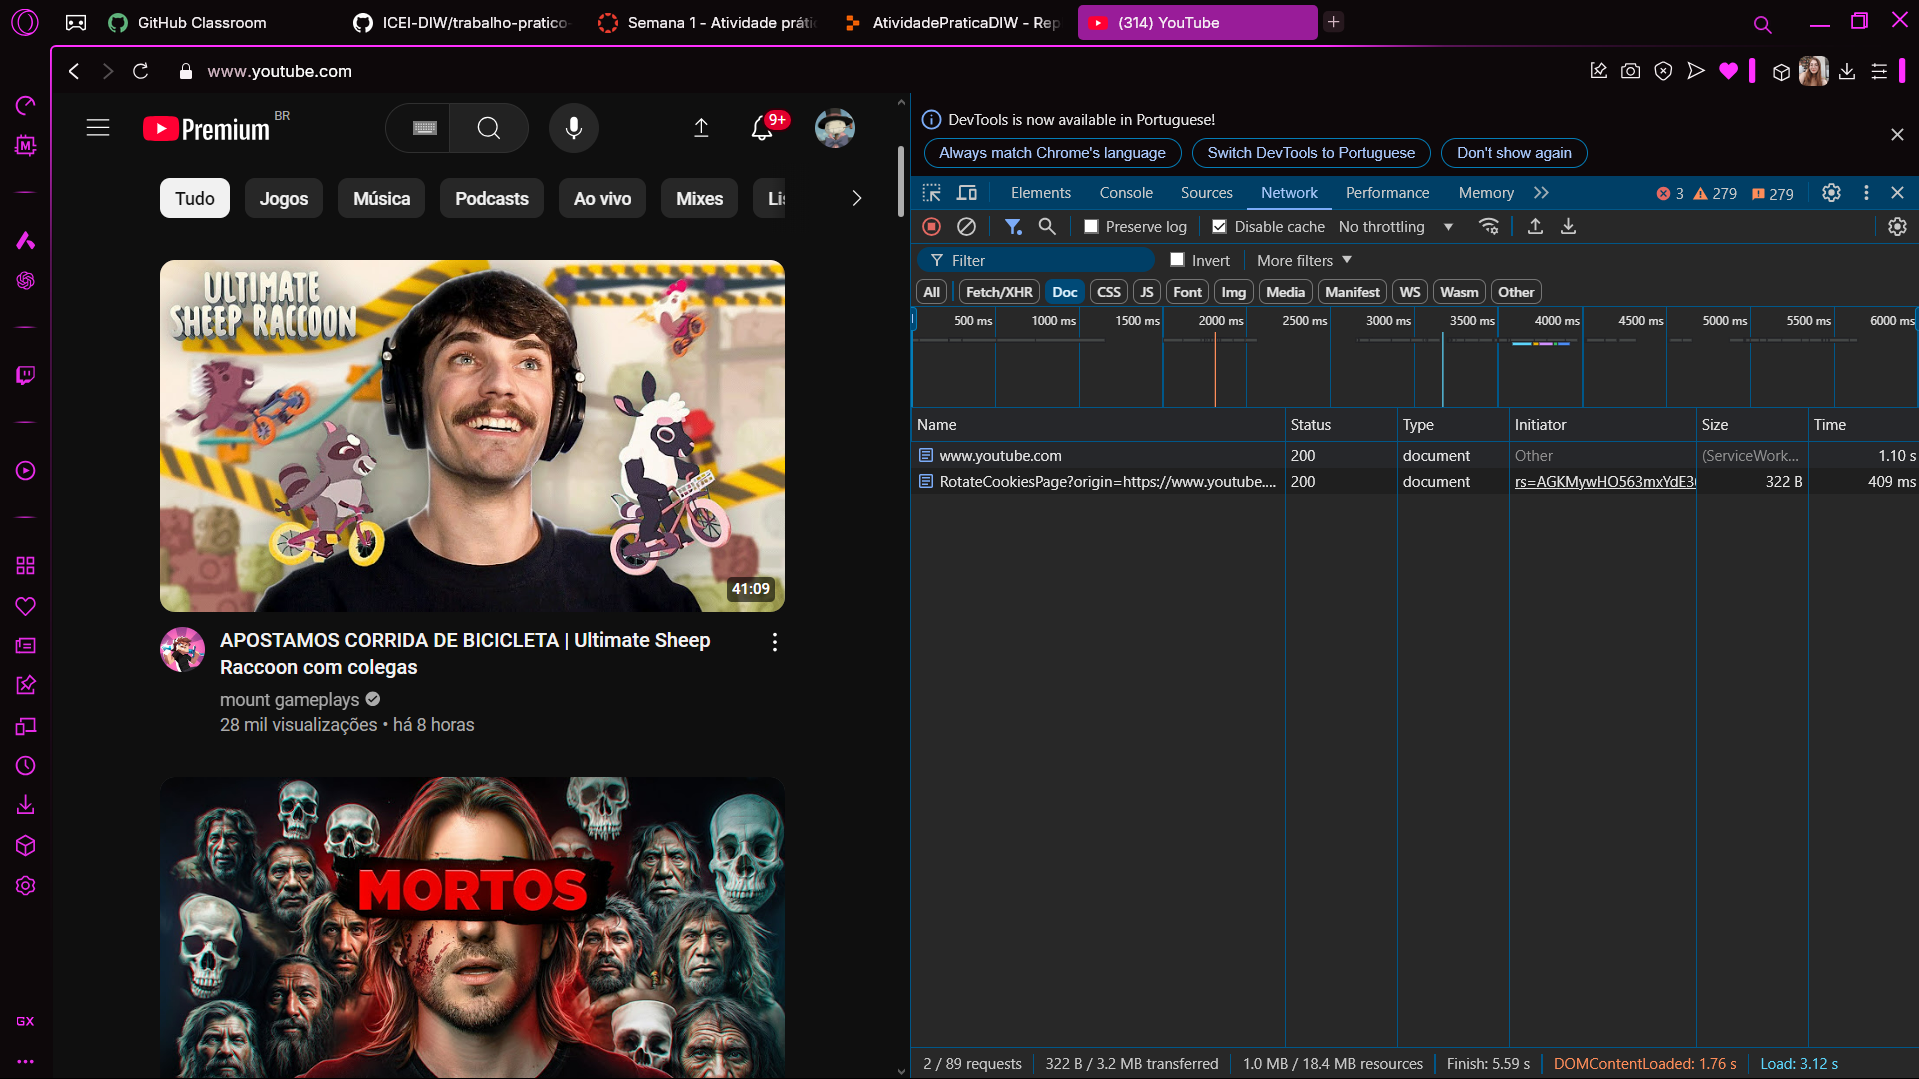 GitHub Classroom
ICEI-DIW/trabalho-pratico-
Semana 1 - Atividade práti
AtividadePraticaDIW - Rep
(314) YouTube
www.youtube.com
Premium BR
9+
Tudo
Jogos
Música
Podcasts
Ao vivo
Mixes
Lis
ULTIMATE
SHEEP RACCOON
41:09
APOSTAMOS CORRIDA DE BICICLETA | Ultimate Sheep
Raccoon com colegas
mount gameplays
28 mil visualizações • há 8 horas
MORTOS
GX
DevTools is now available in Portuguese!
Always match Chrome's language
Switch DevTools to Portuguese
Don't show again
Elements
Console
Sources
Network
Performance
Memory
3
279
279
Preserve log
Disable cache
No throttling
Filter
Invert
More filters
All
Fetch/XHR
Doc
CSS
JS
Font
Img
Media
Manifest
WS
Wasm
Other
500 ms
1000 ms
1500 ms
2000 ms
2500 ms
3000 ms
3500 ms
4000 ms
4500 ms
5000 ms
5500 ms
6000 ms
Name Status Type Initiator Size Time
www.youtube.com 200 document Other (ServiceWork... 1.10 s
RotateCookiesPage?origin=https://www.youtube.... 200 document rs=AGKMywHO563mxYdE3 322 B 409 ms
2 / 89 requests
322 B / 3.2 MB transferred
1.0 MB / 18.4 MB resources
Finish: 5.59 s
DOMContentLoaded: 1.76 s
Load: 3.12 s